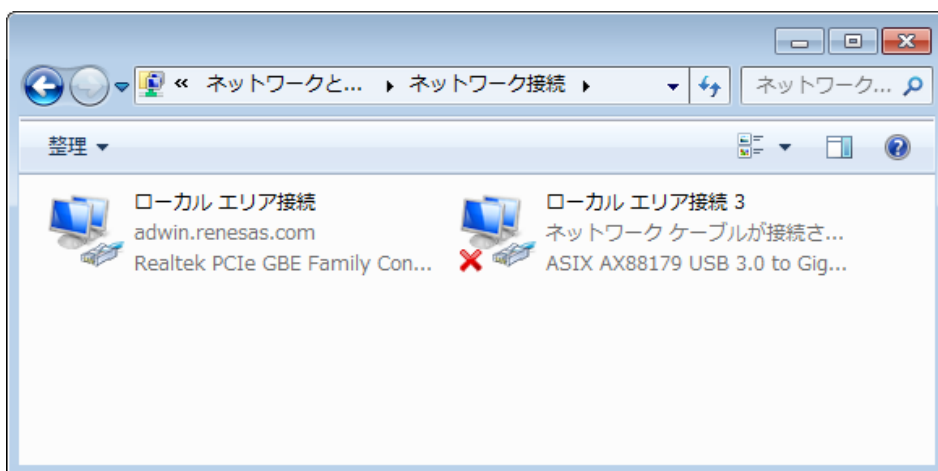 « ネットワークと... ▸ ネットワーク接続 ▸ ネットワーク...
整理
ローカル エリア接続
adwin.renesas.com
Realtek PCIe GBE Family Con...
ローカル エリア接続 3
ネットワーク ケーブルが接続さ...
ASIX AX88179 USB 3.0 to Gig...